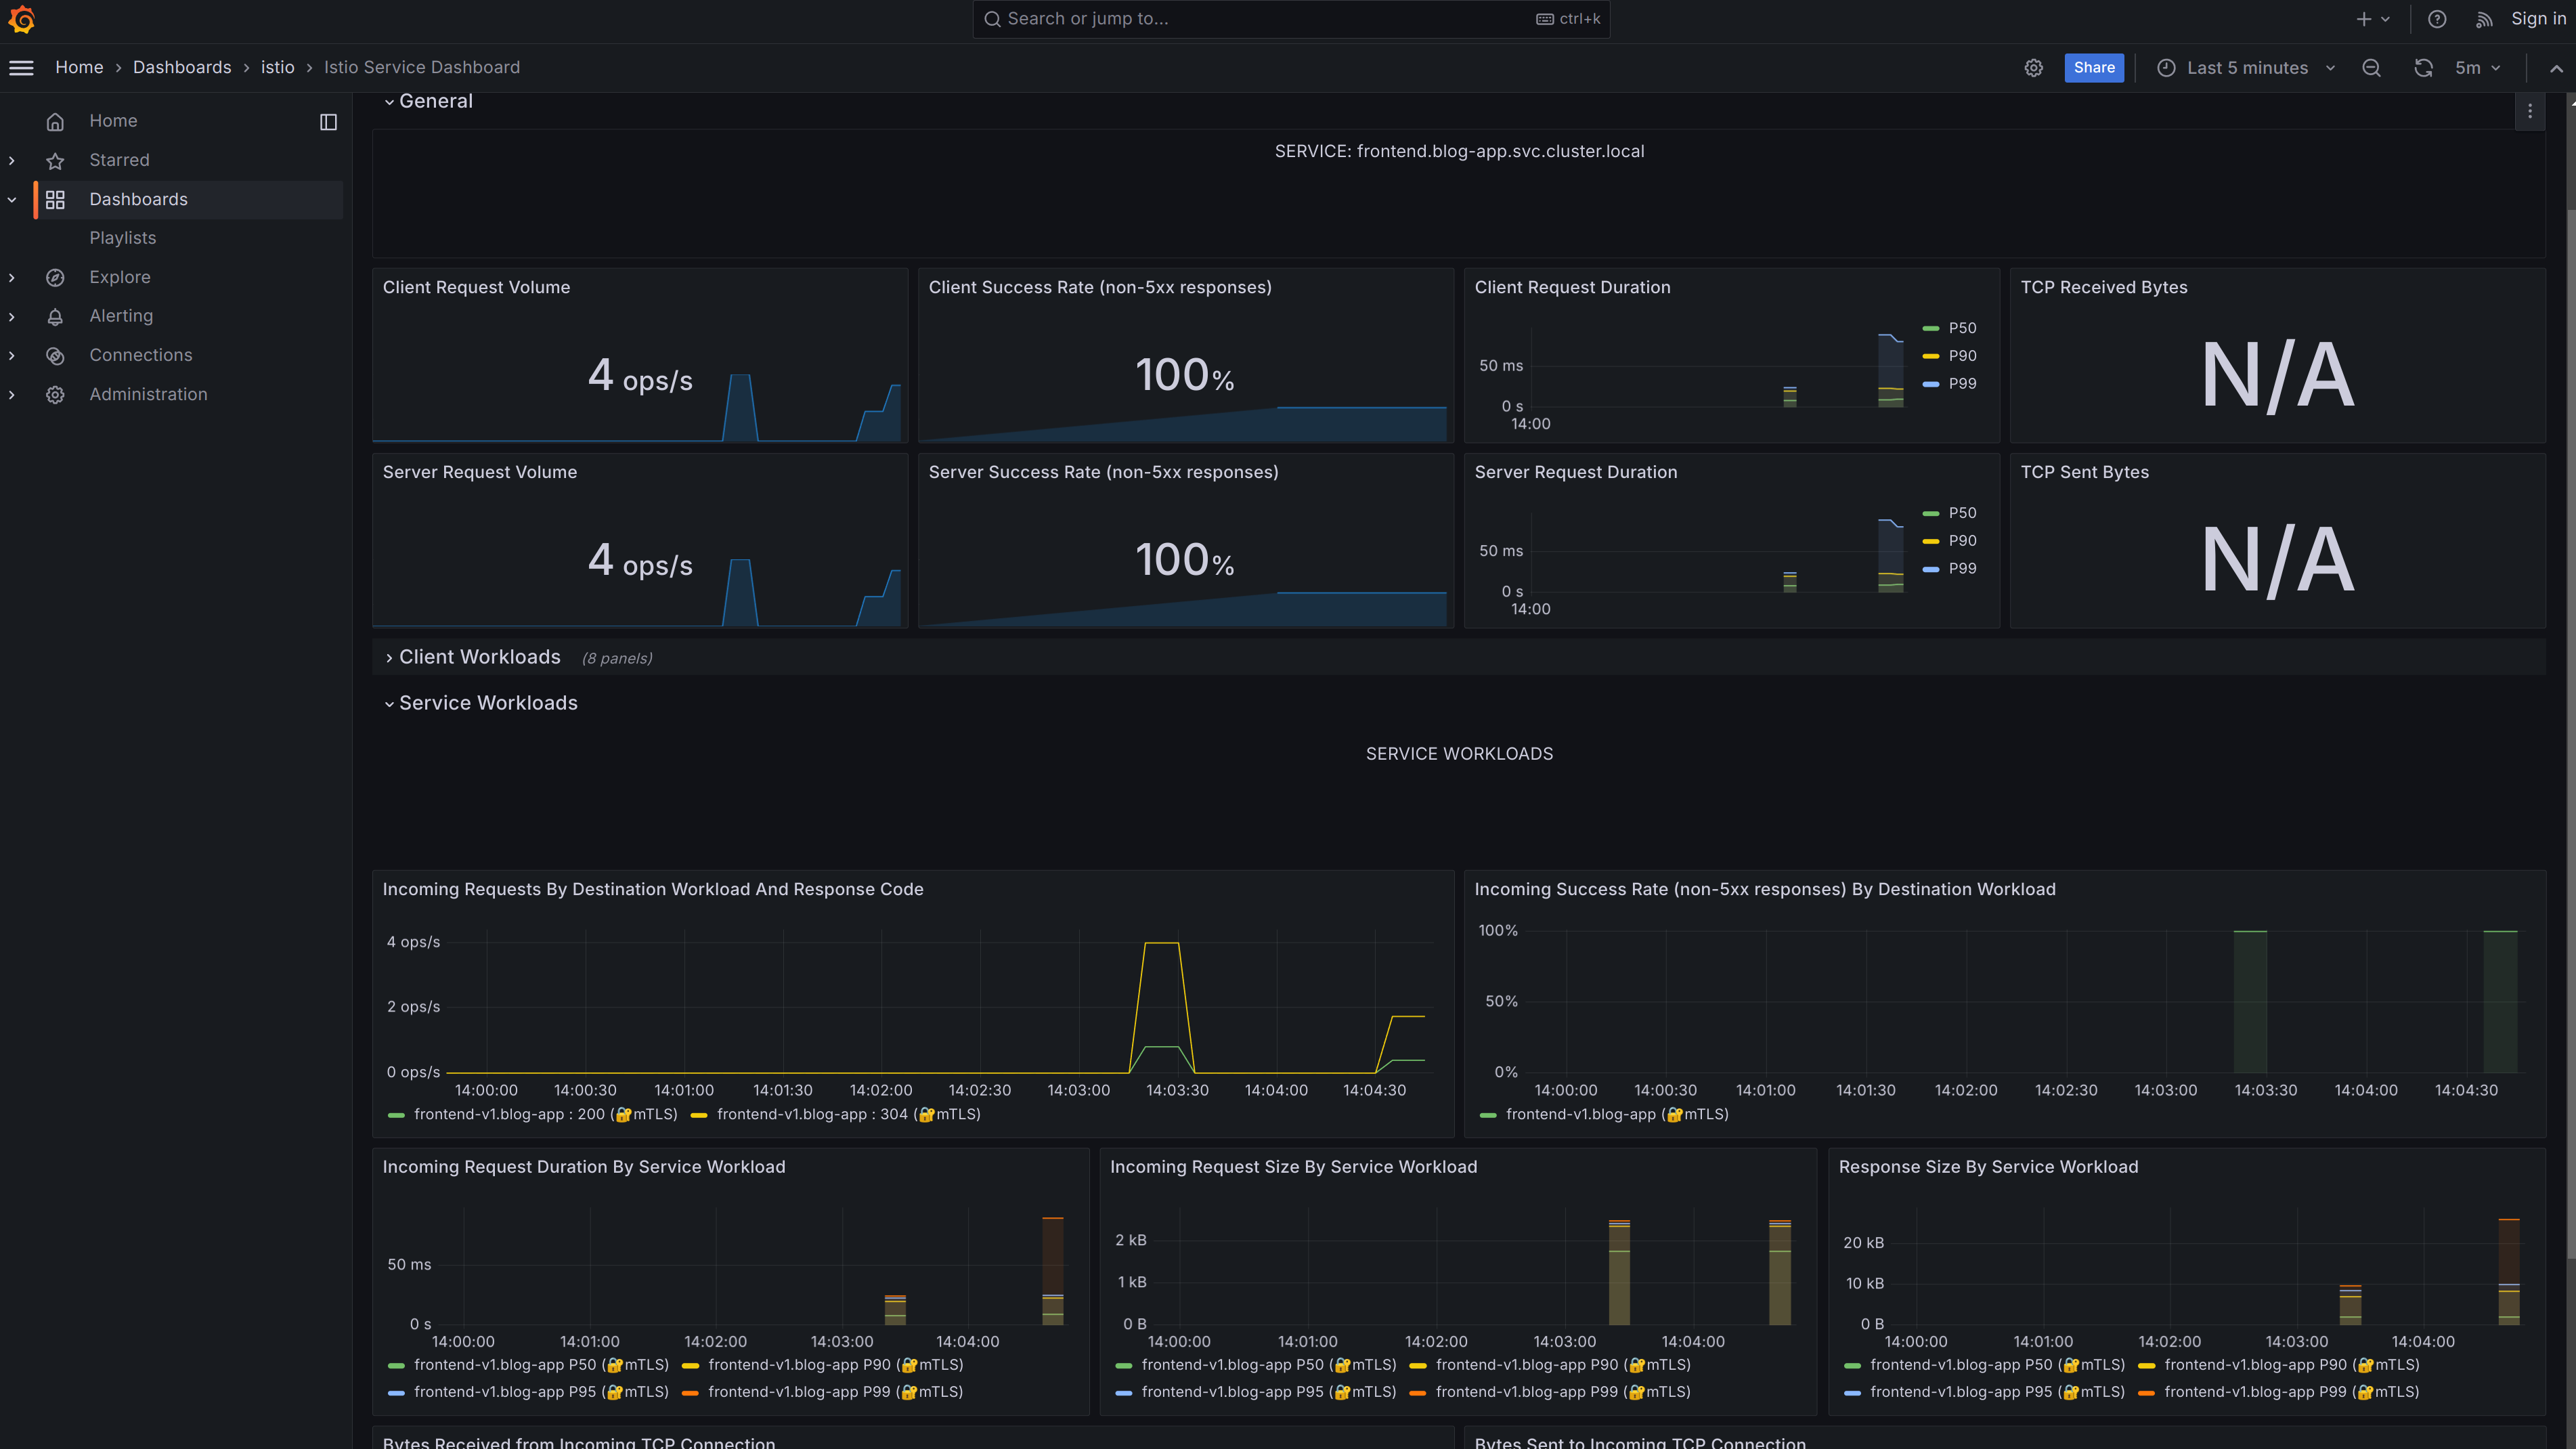 Search or jump to...
ctrl+k
Sign in
Home › Dashboards › istio › Istio Service Dashboard
Share
Last 5 minutes
5m
Home
Starred
Dashboards
Playlists
Explore
Alerting
Connections
Administration
General
SERVICE: frontend.blog-app.svc.cluster.local
Client Request Volume
4 ops/s
Client Success Rate (non-5xx responses)
100%
Client Request Duration
50 ms
0 s
14:00
P50
P90
P99
TCP Received Bytes
N/A
Server Request Volume
4 ops/s
Server Success Rate (non-5xx responses)
100%
Server Request Duration
50 ms
0 s
14:00
P50
P90
P99
TCP Sent Bytes
N/A
Client Workloads (8 panels)
Service Workloads
SERVICE WORKLOADS
Incoming Requests By Destination Workload And Response Code
4 ops/s
2 ops/s
0 ops/s
14:00:00 14:00:30 14:01:00 14:01:30 14:02:00 14:02:30 14:03:00 14:03:30 14:04:00 14:04:30
frontend-v1.blog-app : 200 (🔐mTLS) frontend-v1.blog-app : 304 (🔐mTLS)
Incoming Success Rate (non-5xx responses) By Destination Workload
100%
50%
0%
14:00:00 14:00:30 14:01:00 14:01:30 14:02:00 14:02:30 14:03:00 14:03:30 14:04:00 14:04:30
frontend-v1.blog-app (🔐mTLS)
Incoming Request Duration By Service Workload
50 ms
0 s
14:00:00 14:01:00 14:02:00 14:03:00 14:04:00
frontend-v1.blog-app P50 (🔐mTLS) frontend-v1.blog-app P90 (🔐mTLS)
frontend-v1.blog-app P95 (🔐mTLS) frontend-v1.blog-app P99 (🔐mTLS)
Incoming Request Size By Service Workload
2 kB
1 kB
0 B
14:00:00 14:01:00 14:02:00 14:03:00 14:04:00
frontend-v1.blog-app P50 (🔐mTLS) frontend-v1.blog-app P90 (🔐mTLS)
frontend-v1.blog-app P95 (🔐mTLS) frontend-v1.blog-app P99 (🔐mTLS)
Response Size By Service Workload
20 kB
10 kB
0 B
14:00:00 14:01:00 14:02:00 14:03:00 14:04:00
frontend-v1.blog-app P50 (🔐mTLS) frontend-v1.blog-app P90 (🔐mTLS)
frontend-v1.blog-app P95 (🔐mTLS) frontend-v1.blog-app P99 (🔐mTLS)
Bytes Received from Incoming TCP Connection
Bytes Sent to Incoming TCP Connection